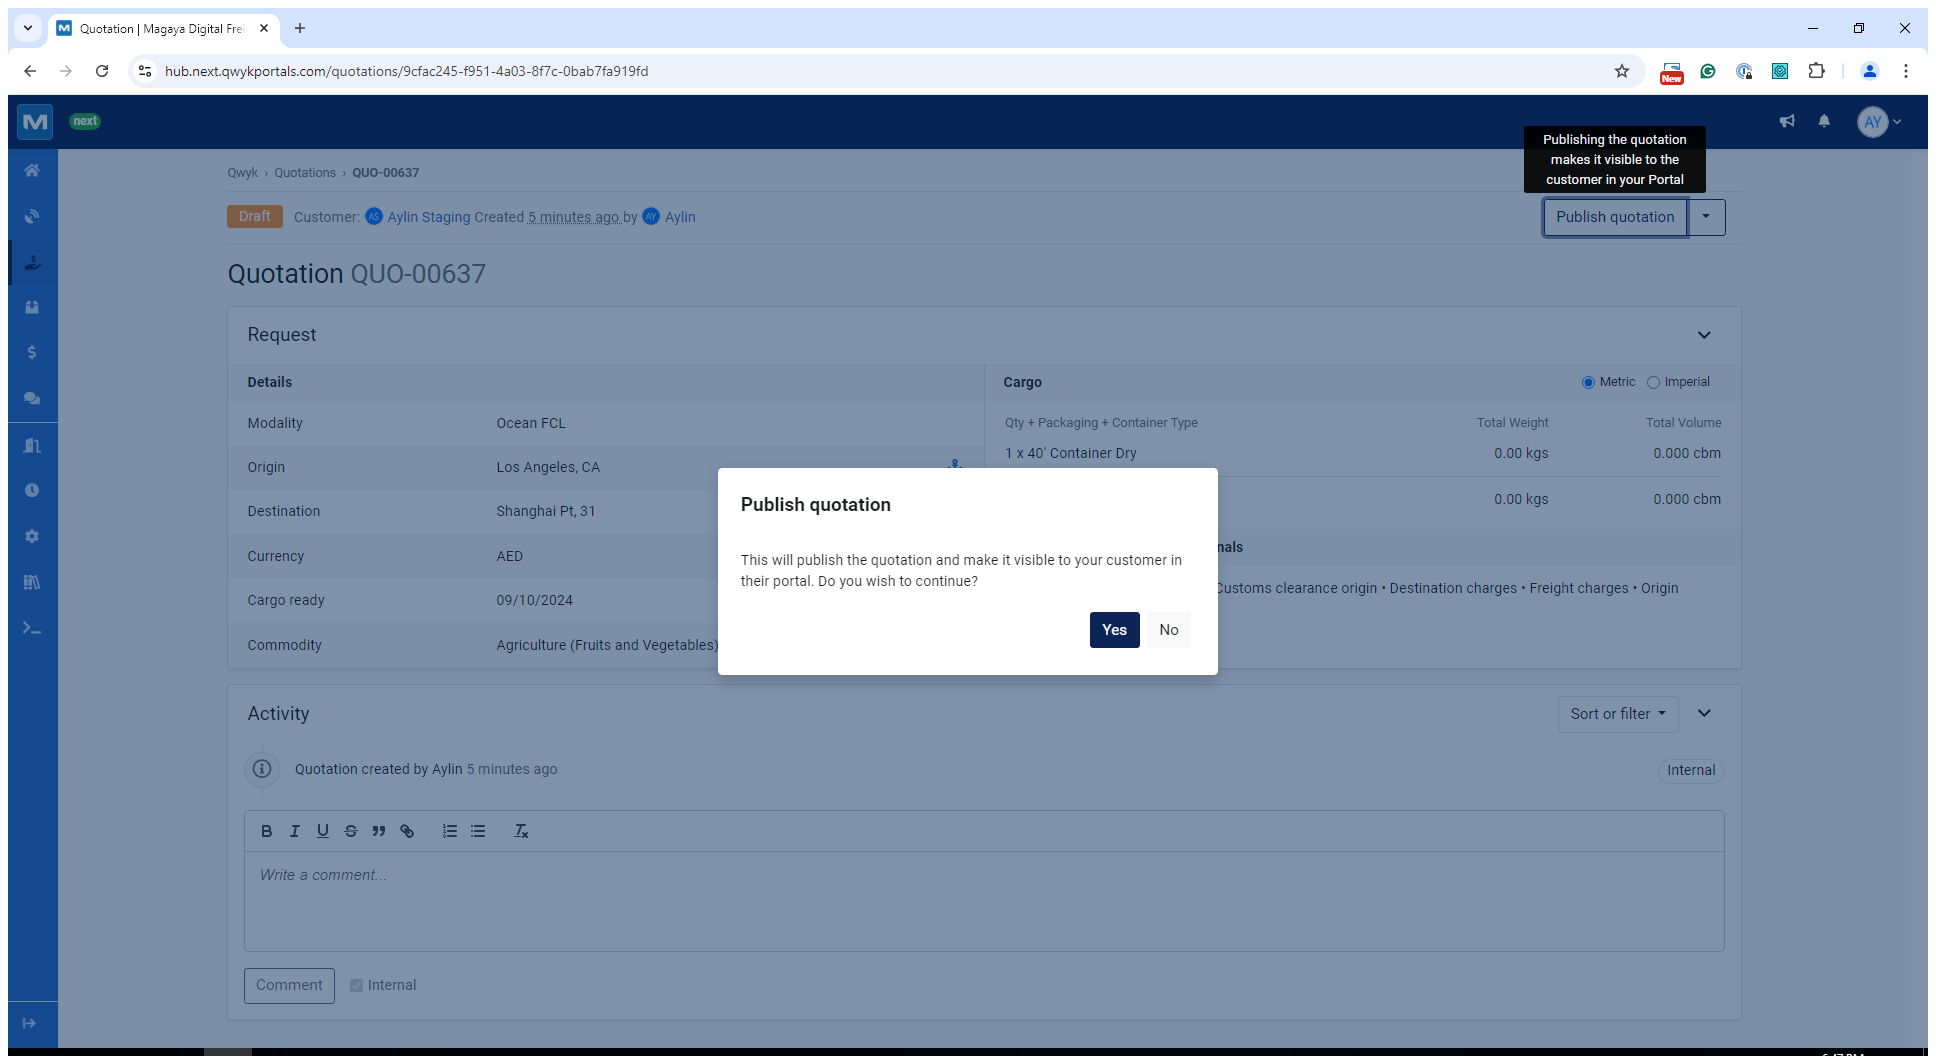 Quotation | Magaya Digital Frei
hub.next.qwykportals.com/quotations/9cfac245-f951-4a03-8f7c-0bab7fa919fd
New
M
next
AY
Publishing the quotation
makes it visible to the
customer in your Portal
Qwyk › Quotations › QUO-00637
Draft Customer: AS Aylin Staging Created 5 minutes ago by AY Aylin
Publish quotation
Quotation QUO-00637
Request
Details
Cargo
Metric Imperial
Modality Ocean FCL
Qty + Packaging + Container Type Total Weight Total Volume
1 x 40' Container Dry 0.00 kgs 0.000 cbm
Origin Los Angeles, CA
0.00 kgs 0.000 cbm
Destination Shanghai Pt, 31
Currency AED
nals
Customs clearance origin • Destination charges • Freight charges • Origin
Cargo ready 09/10/2024
Commodity Agriculture (Fruits and Vegetables)
Publish quotation
This will publish the quotation and make it visible to your customer in
their portal. Do you wish to continue?
Yes No
Activity
Sort or filter
Quotation created by Aylin 5 minutes ago
Internal
B I U S
Write a comment...
Comment Internal